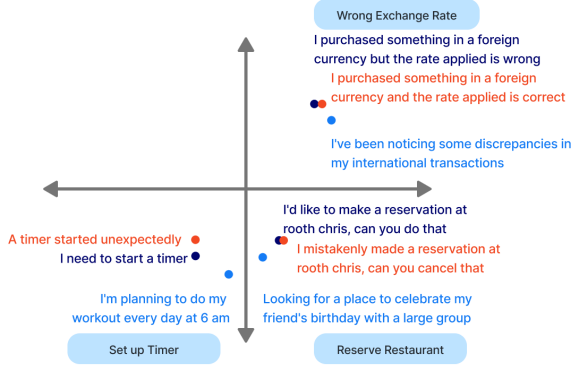 Wrong Exchange Rate
I purchased something in a foreign
currency but the rate applied is wrong
I purchased something in a foreign
currency and the rate applied is correct
I've been noticing some discrepancies in
my international transactions
I'd like to make a reservation at
rooth chris, can you do that
A timer started unexpectedly
I mistakenly made a reservation at
rooth chris, can you cancel that
I need to start a timer
I'm planning to do my
workout every day at 6 am
Looking for a place to celebrate my
friend's birthday with a large group
Set up Timer
Reserve Restaurant